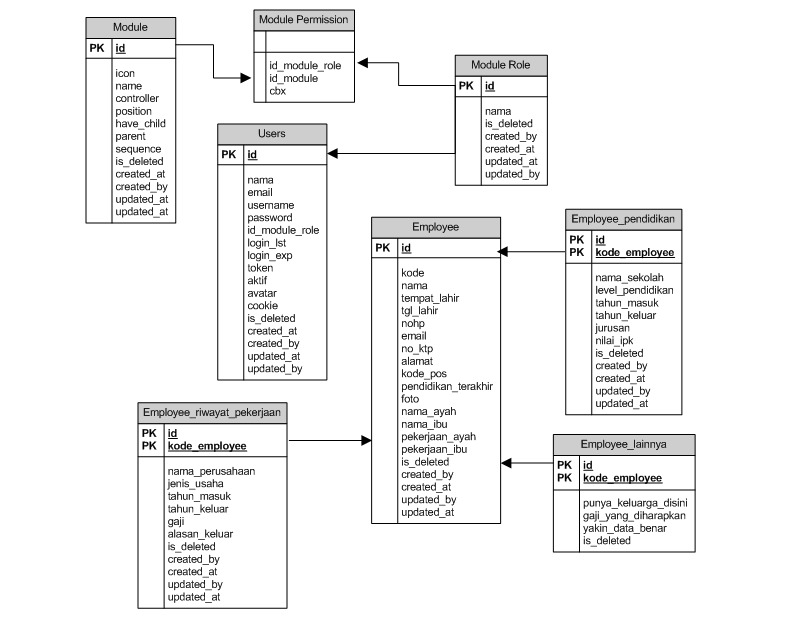 Module
PK id
icon
name
controller
position
have_child
parent
sequence
is_deleted
created_at
created_by
updated_at
updated_at
Module Permission
id_module_role
id_module
cbx
Module Role
PK id
nama
is_deleted
created_by
created_at
updated_at
updated_by
Users
PK id
nama
email
username
password
id_module_role
login_lst
login_exp
token
aktif
avatar
cookie
is_deleted
created_at
created_by
updated_at
updated_by
Employee
PK id
kode
nama
tempat_lahir
tgl_lahir
nohp
email
no_ktp
alamat
kode_pos
pendidikan_terakhir
foto
nama_ayah
nama_ibu
pekerjaan_ayah
pekerjaan_ibu
is_deleted
created_by
created_at
updated_by
updated_at
Employee_pendidikan
PK id
PK kode_employee
nama_sekolah
level_pendidikan
tahun_masuk
tahun_keluar
jurusan
nilai_ipk
is_deleted
created_by
created_at
updated_by
updated_at
Employee_riwayat_pekerjaan
PK id
PK kode_employee
nama_perusahaan
jenis_usaha
tahun_masuk
tahun_keluar
gaji
alasan_keluar
is_deleted
created_by
created_at
updated_by
updated_at
Employee_lainnya
PK id
PK kode_employee
punya_keluarga_disini
gaji_yang_diharapkan
yakin_data_benar
is_deleted